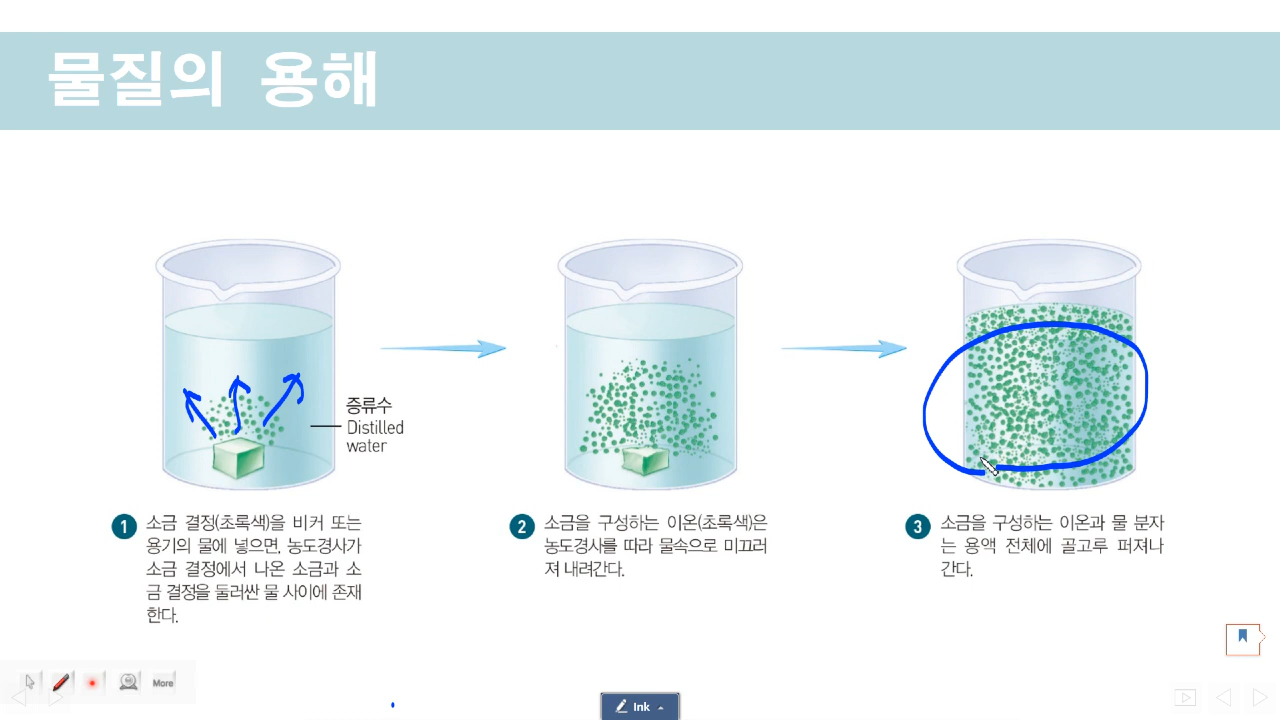 물질의 용해
증류수
Distilled
water
1 소금 결정(초록색)을 비커 또는
용기의 물에 넣으면, 농도경사가
소금 결정에서 나온 소금과 소
금 결정을 둘러싼 물 사이에 존재
한다.
2 소금을 구성하는 이온(초록색)은
농도경사를 따라 물속으로 미끄러
져 내려간다.
3 소금을 구성하는 이온과 물 분자
는 용액 전체에 골고루 퍼져나
간다.
More
Ink